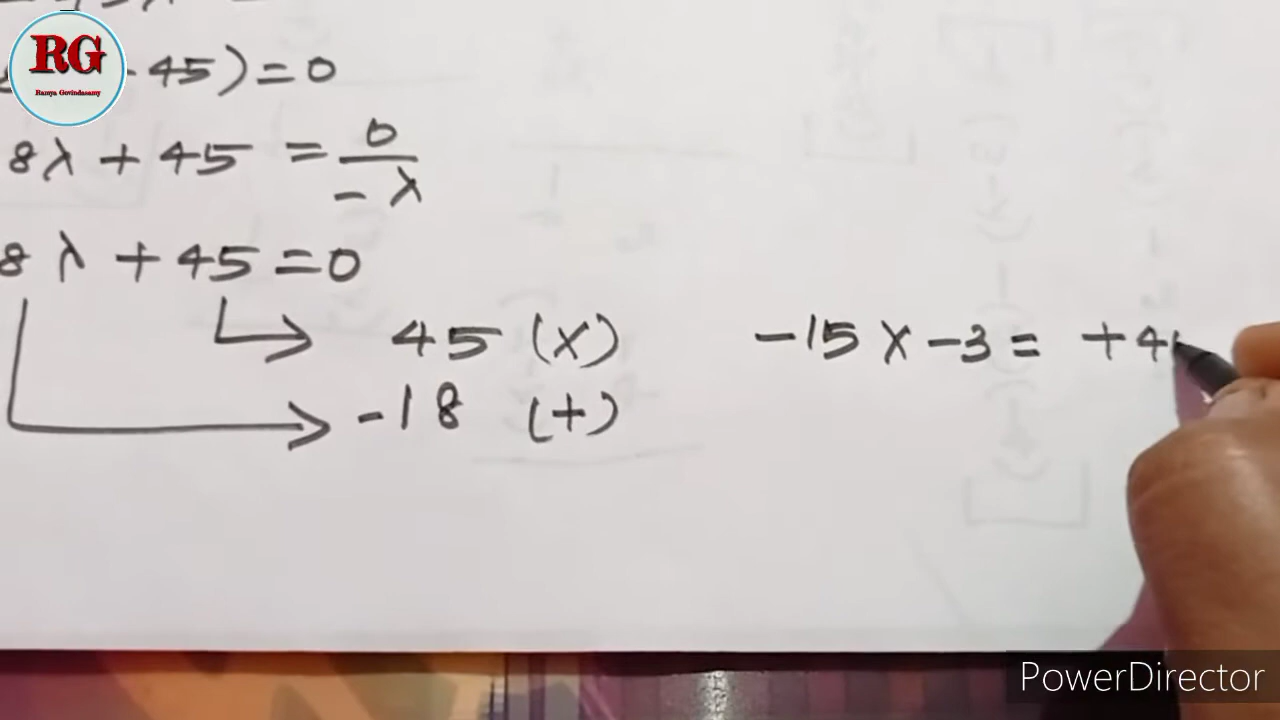 RG
Ramya Govindasamy
45) = 0
8λ + 45 = 0 / -λ
8λ + 45 = 0
45 (x) -15 x -3 = +4
-18 (+)
PowerDirector